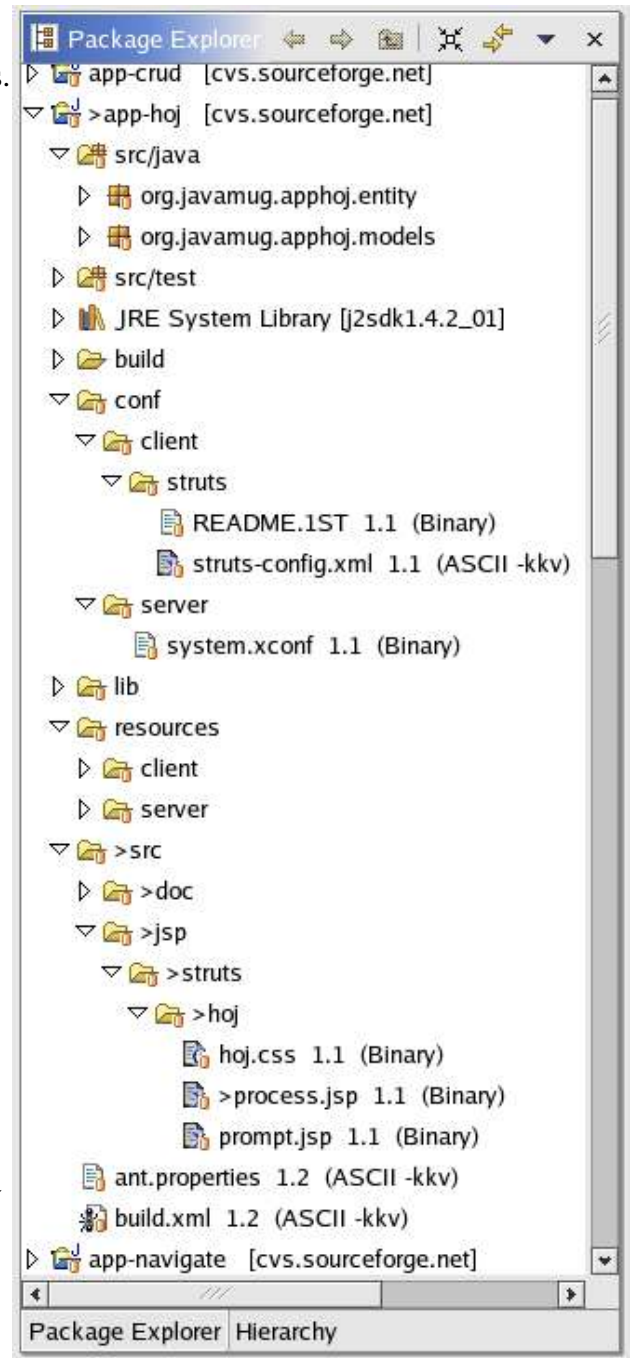 Package Explorer
s.
app-crud [cvs.sourceforge.net]
>app-hoj [cvs.sourceforge.net]
src/java
org.javamug.apphoj.entity
org.javamug.apphoj.models
src/test
JRE System Library [j2sdk1.4.2_01]
build
conf
client
struts
README.1ST 1.1 (Binary)
struts-config.xml 1.1 (ASCII -kkv)
server
system.xconf 1.1 (Binary)
lib
resources
client
server
>src
>doc
>jsp
>struts
>hoj
hoj.css 1.1 (Binary)
>process.jsp 1.1 (Binary)
prompt.jsp 1.1 (Binary)
ant.properties 1.2 (ASCII -kkv)
build.xml 1.2 (ASCII -kkv)
app-navigate [cvs.sourceforge.net]
Package Explorer Hierarchy